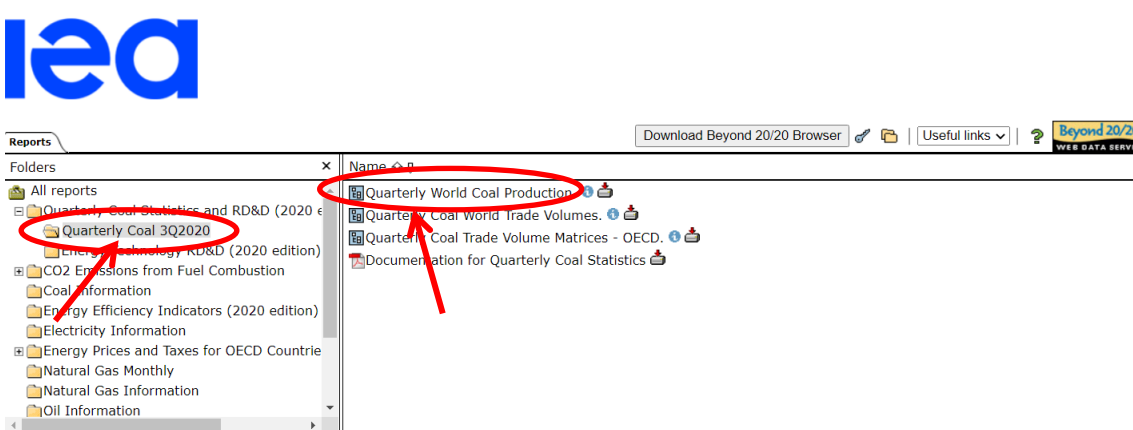 iea
Reports
Download Beyond 20/20 Browser
Useful links
?
Beyond 20/2
WEB DATA SERV
Folders
×
Name
All reports
Quarterly Coal Statistics and RD&D (2020 e
Quarterly Coal 3Q2020
Energy Technology RD&D (2020 edition)
CO2 Emissions from Fuel Combustion
Coal Information
Energy Efficiency Indicators (2020 edition)
Electricity Information
Energy Prices and Taxes for OECD Countrie
Natural Gas Monthly
Natural Gas Information
Oil Information
Quarterly World Coal Production.
Quarterly Coal World Trade Volumes.
Quarterly Coal Trade Volume Matrices - OECD.
Documentation for Quarterly Coal Statistics